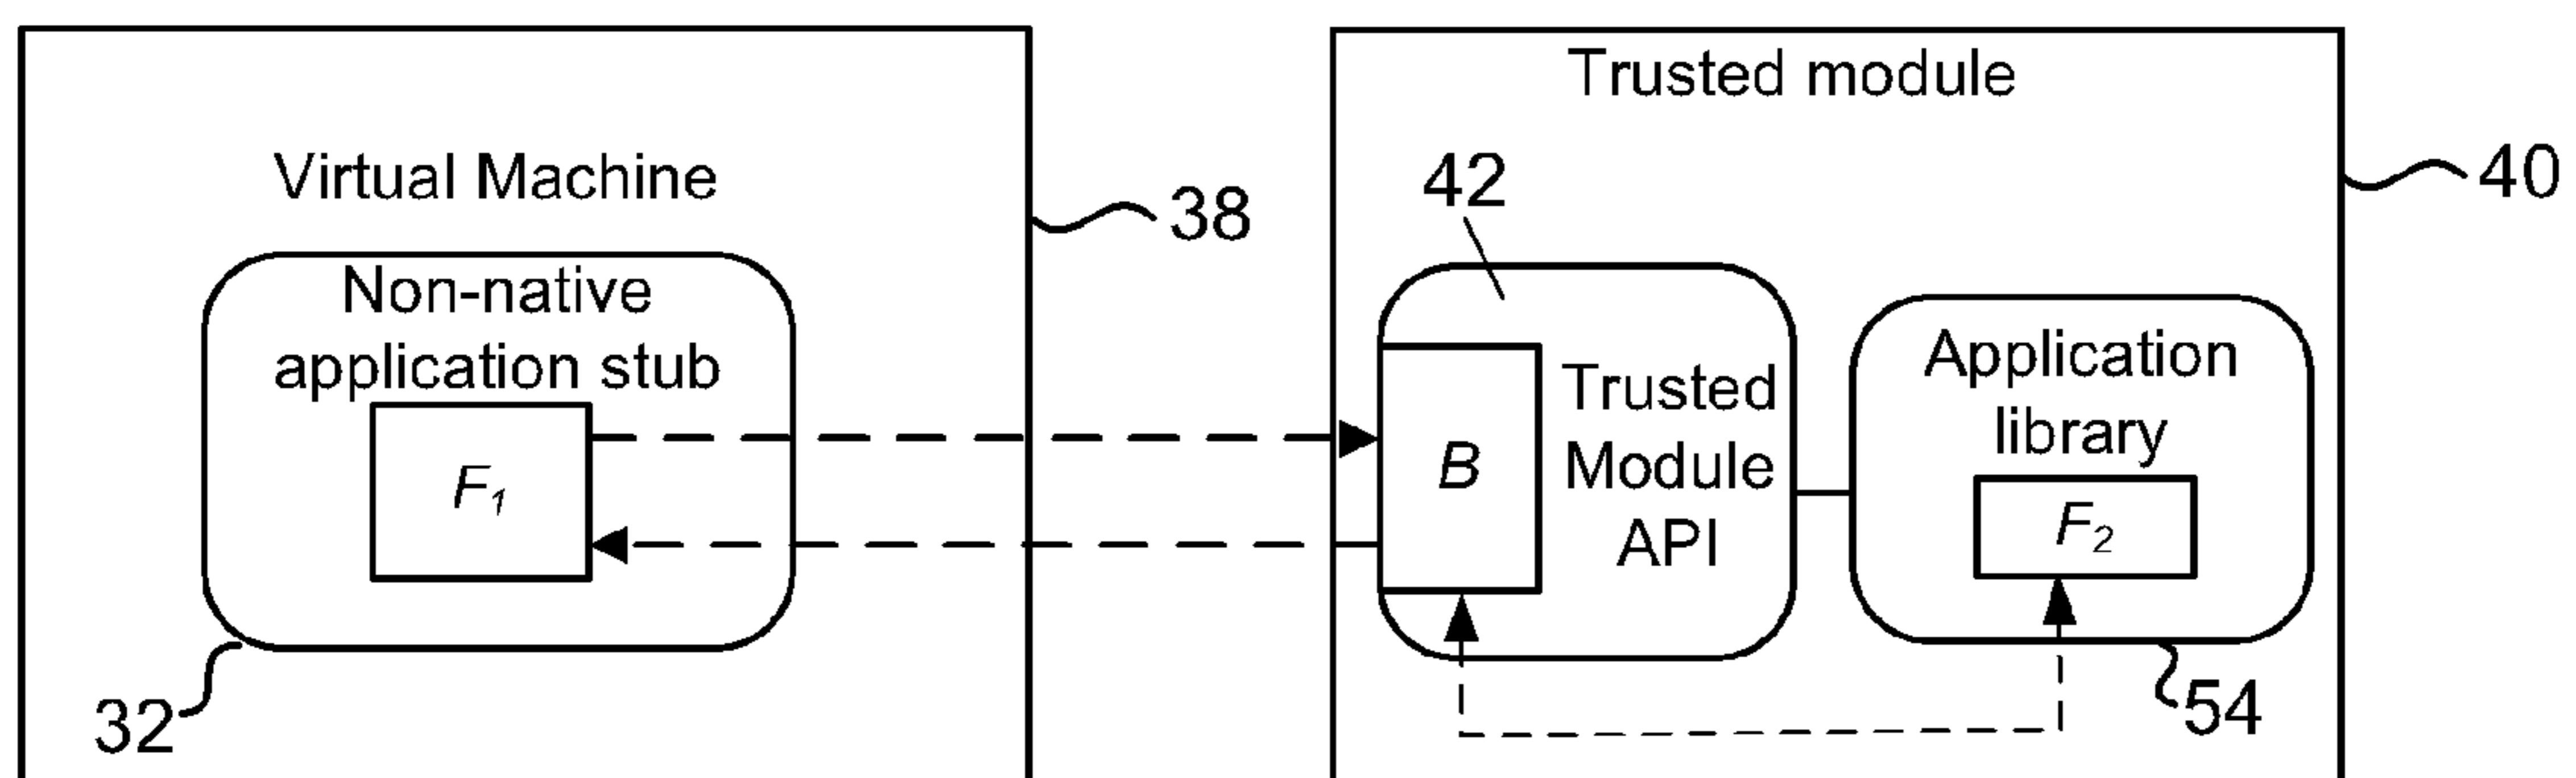 Virtual Machine
38
Non-native
application stub
F₁
32
Trusted module
40
42
B
Trusted
Module
API
Application
library
F₂
54